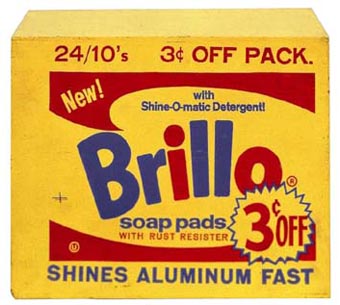 24/10's 3¢ OFF PACK.
New!
with
Shine-O-matic Detergent!
Brillo®
soap pads
WITH RUST RESISTER
3¢ OFF
U
SHINES ALUMINUM FAST